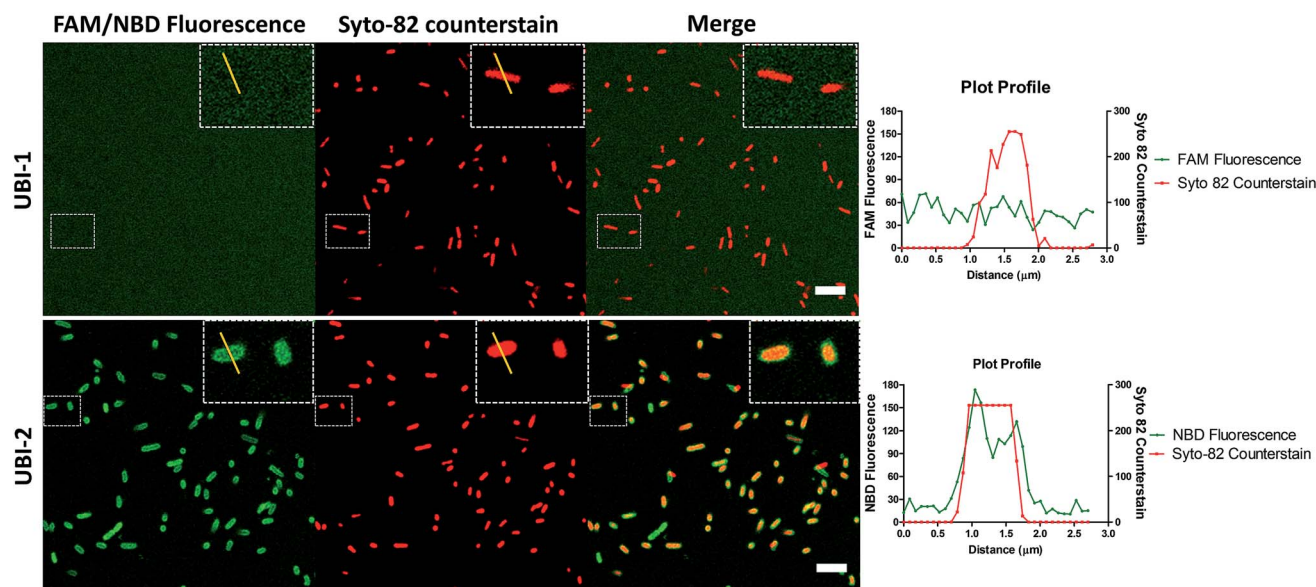 FAM/NBD Fluorescence Syto-82 counterstain Merge
UBI-1
Plot Profile
FAM Fluorescence
180
150
120
90
60
30
0
300
200
100
0
Syto 82 Counterstain
0.0 0.5 1.0 1.5 2.0 2.5 3.0
Distance (μm)
FAM Fluorescence
Syto 82 Counterstain
UBI-2
Plot Profile
NBD Fluorescence
180
150
120
90
60
30
0
300
200
100
0
Syto 82 Counterstain
0.0 0.5 1.0 1.5 2.0 2.5 3.0
Distance (μm)
NBD Fluorescence
Syto-82 Counterstain